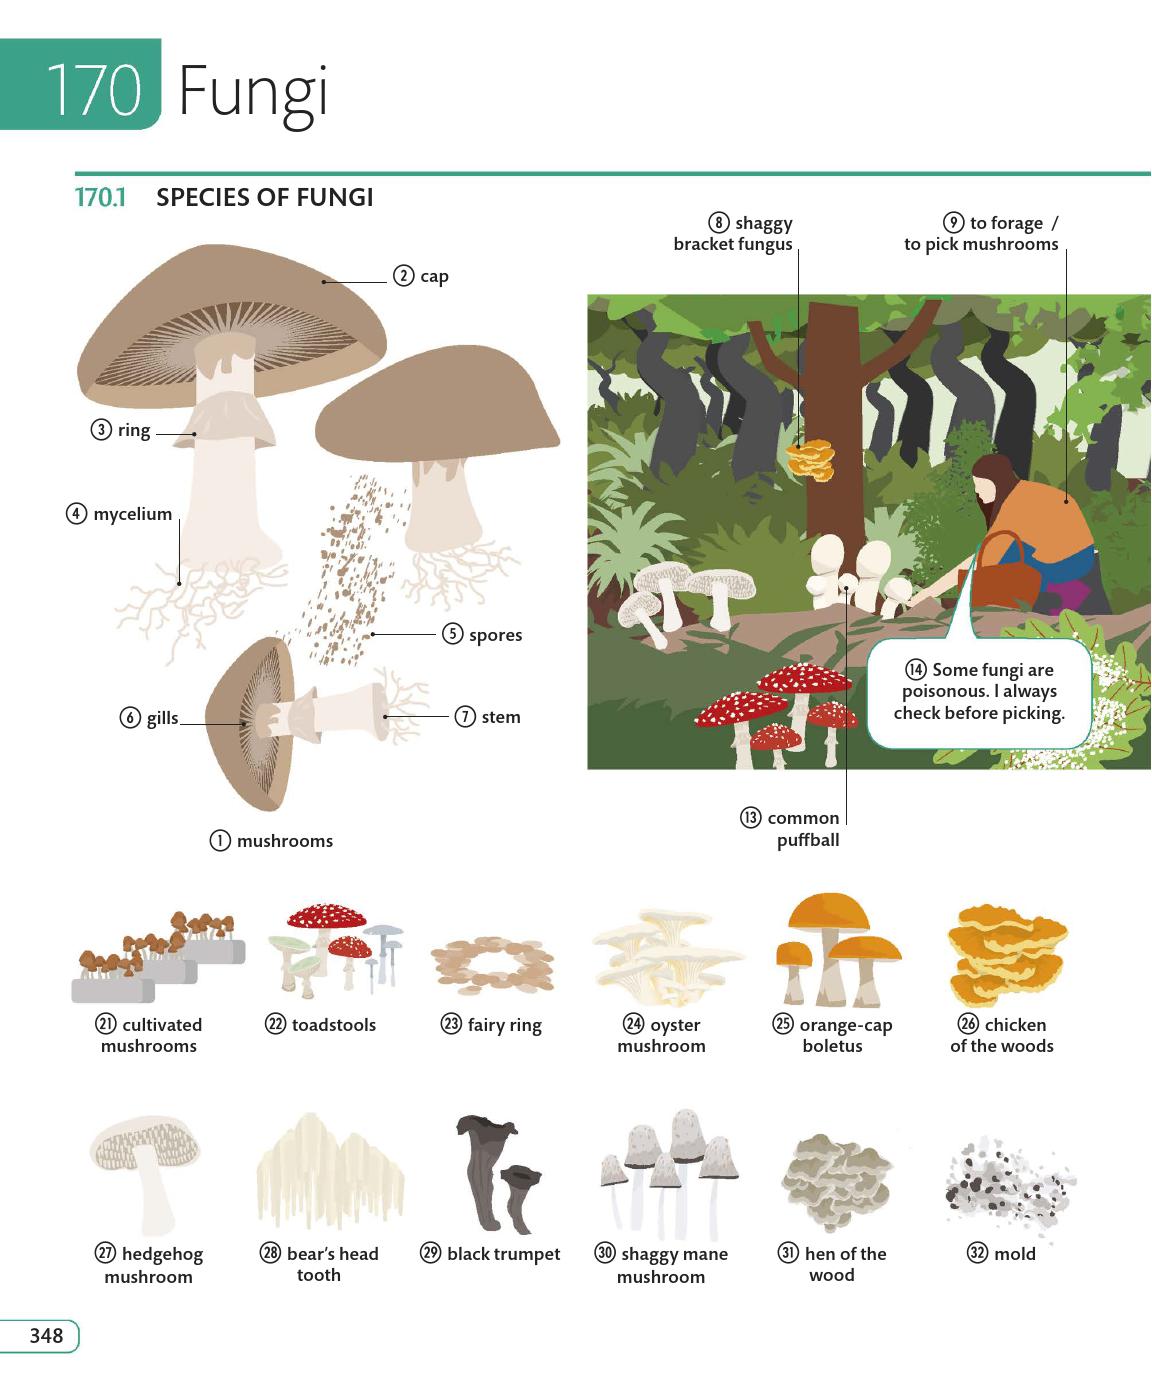 170 Fungi
170.1 SPECIES OF FUNGI
② cap
③ ring
④ mycelium
⑤ spores
⑥ gills
⑦ stem
① mushrooms
⑧ shaggy
bracket fungus
⑨ to forage /
to pick mushrooms
⑭ Some fungi are
poisonous. I always
check before picking.
⑬ common
puffball
㉑ cultivated
mushrooms
㉒ toadstools
㉓ fairy ring
㉔ oyster
mushroom
㉕ orange-cap
boletus
㉖ chicken
of the woods
㉗ hedgehog
mushroom
㉘ bear's head
tooth
㉙ black trumpet
㉚ shaggy mane
mushroom
㉛ hen of the
wood
㉜ mold
348